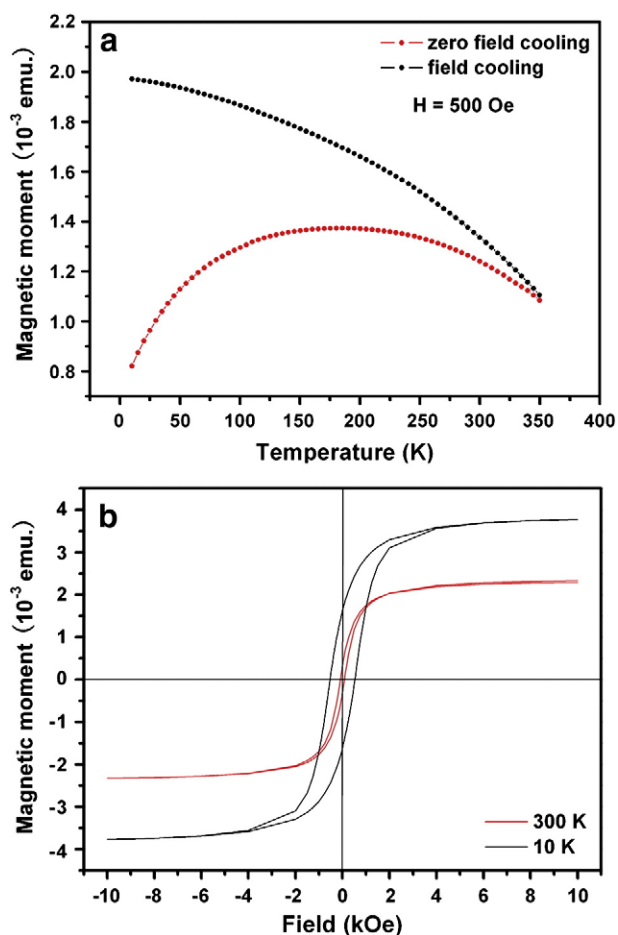 a
zero field cooling
field cooling
H = 500 Oe
Magnetic moment (10⁻³ emu.)
2.2
2.0
1.8
1.6
1.4
1.2
1.0
0.8
0 50 100 150 200 250 300 350 400
Temperature (K)
b
Magnetic moment (10⁻³ emu.)
4
3
2
1
0
-1
-2
-3
-4
300 K
10 K
-10 -8 -6 -4 -2 0 2 4 6 8 10
Field (kOe)